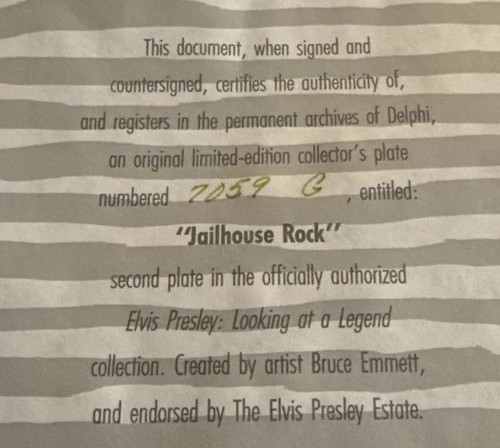 This document, when signed and
countersigned, certifies the authenticity of,
and registers in the permanent archives of Delphi,
an original limited-edition collector's plate
numbered 7059 G, entitled:
"Jailhouse Rock"
second plate in the officially authorized
Elvis Presley: Looking at a Legend
collection. Created by artist Bruce Emmett,
and endorsed by The Elvis Presley Estate.